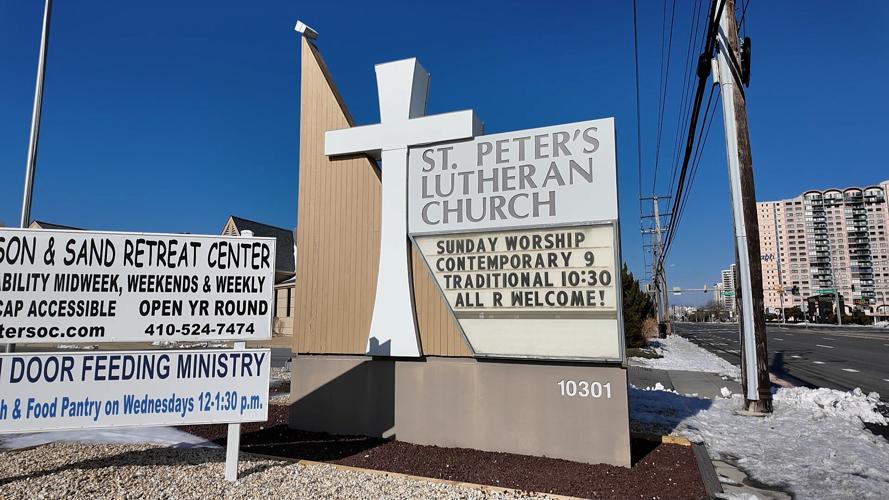 ST. PETER'S
LUTHERAN
CHURCH
SUNDAY WORSHIP
CONTEMPORARY 9
TRADITIONAL 10:30
ALL R WELCOME!
10301
SON & SAND RETREAT CENTER
ABILITY MIDWEEK, WEEKENDS & WEEKLY
CAP ACCESSIBLE OPEN YR ROUND
tersoc.com 410-524-7474
DOOR FEEDING MINISTRY
& Food Pantry on Wednesdays 12-1:30 p.m.